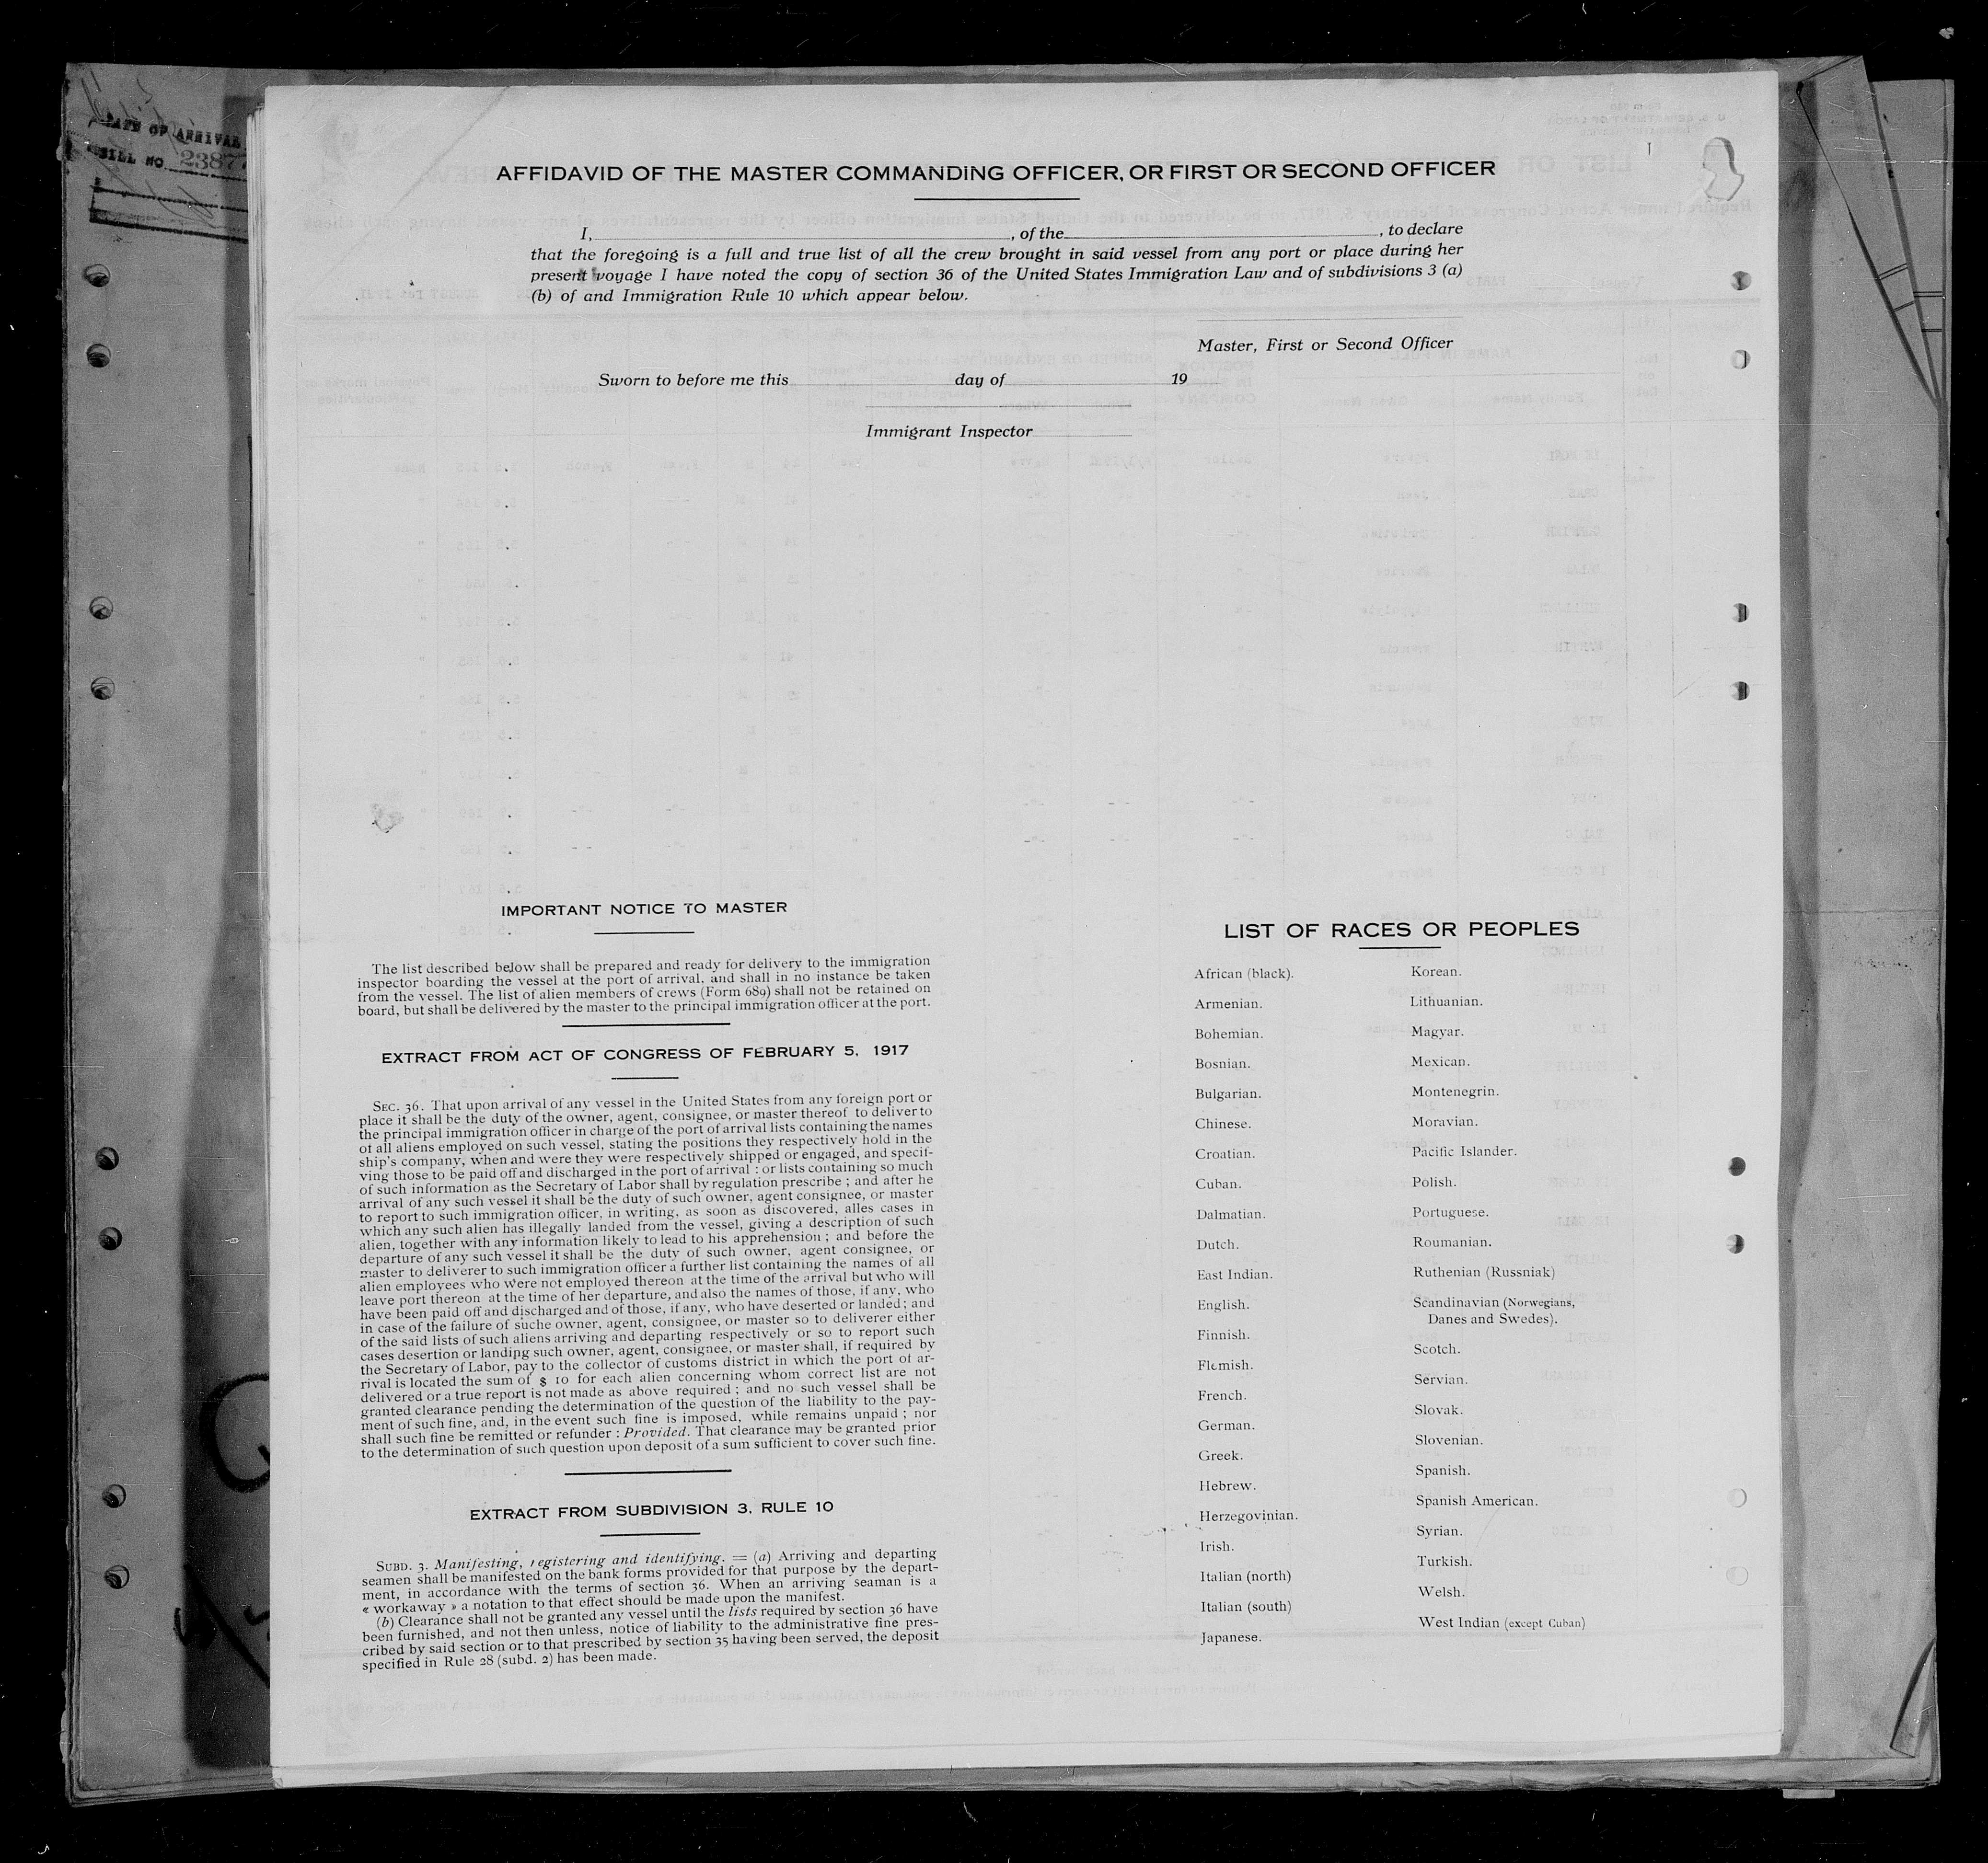 DATE OF ARRIVAL
BILL NO 23877
AFFIDAVID OF THE MASTER COMMANDING OFFICER, OR FIRST OR SECOND OFFICER
I, , of the , to declare
that the foregoing is a full and true list of all the crew brought in said vessel from any port or place during her
present voyage I have noted the copy of section 36 of the United States Immigration Law and of subdivisions 3 (a)
(b) of and Immigration Rule 10 which appear below.
Master, First or Second Officer
Sworn to before me this day of 19
Immigrant Inspector
IMPORTANT NOTICE TO MASTER
The list described below shall be prepared and ready for delivery to the immigration
inspector boarding the vessel at the port of arrival, and shall in no instance be taken
from the vessel. The list of alien members of crews (Form 689) shall not be retained on
board, but shall be delivered by the master to the principal immigration officer at the port.
EXTRACT FROM ACT OF CONGRESS OF FEBRUARY 5, 1917
SEC. 36. That upon arrival of any vessel in the United States from any foreign port or
place it shall be the duty of the owner, agent, consignee, or master thereof to deliver to
the principal immigration officer in charge of the port of arrival lists containing the names
of all aliens employed on such vessel, stating the positions they respectively hold in the
ship's company, when and were they were respectively shipped or engaged, and specif-
ving those to be paid off and discharged in the port of arrival : or lists containing so much
of such information as the Secretary of Labor shall by regulation prescribe ; and after he
arrival of any such vessel it shall be the duty of such owner, agent consignee, or master
to report to such immigration officer, in writing, as soon as discovered, alles cases in
which any such alien has illegally landed from the vessel, giving a description of such
alien, together with any information likely to lead to his apprehension ; and before the
departure of any such vessel it shall be the duty of such owner, agent consignee, or
master to deliverer to such immigration officer a further list containing the names of all
alien employees who were not employed thereon at the time of the arrival but who will
leave port thereon at the time of her departure, and also the names of those, if any, who
have been paid off and discharged and of those, if any, who have deserted or landed ; and
in case of the failure of suche owner, agent, consignee, or master so to deliverer either
of the said lists of such aliens arriving and departing respectively or so to report such
cases desertion or landing such owner, agent, consignee, or master shall, if required by
the Secretary of Labor, pay to the collector of customs district in which the port of ar-
rival is located the sum of $ 10 for each alien concerning whom correct list are not
delivered or a true report is not made as above required ; and no such vessel shall be
granted clearance pending the determination of the question of the liability to the pay-
ment of such fine, and, in the event such fine is imposed, while remains unpaid ; nor
shall such fine be remitted or refunder : Provided. That clearance may be granted prior
to the determination of such question upon deposit of a sum sufficient to cover such fine.
EXTRACT FROM SUBDIVISION 3. RULE 10
SUBD. 3. Manifesting, registering and identifying. = (a) Arriving and departing
seamen shall be manifested on the bank forms provided for that purpose by the depart-
ment, in accordance with the terms of section 36. When an arriving seaman is a
« workaway » a notation to that effect should be made upon the manifest.
(b) Clearance shall not be granted any vessel until the lists required by section 36 have
been furnished, and not then unless, notice of liability to the administrative fine pres-
cribed by said section or to that prescribed by section 35 having been served, the deposit
specified in Rule 28 (subd. 2) has been made.
LIST OF RACES OR PEOPLES
African (black).
Armenian.
Bohemian.
Bosnian.
Bulgarian.
Chinese.
Croatian.
Cuban.
Dalmatian.
Dutch.
East Indian.
English.
Finnish.
Flemish.
French.
German.
Greek.
Hebrew.
Herzegovinian.
Irish.
Italian (north)
Italian (south)
Japanese.
Korean.
Lithuanian.
Magyar.
Mexican.
Montenegrin.
Moravian.
Pacific Islander.
Polish.
Portuguese.
Roumanian.
Ruthenian (Russniak)
Scandinavian (Norwegians,
Danes and Swedes).
Scotch.
Servian.
Slovak.
Slovenian.
Spanish.
Spanish American.
Syrian.
Turkish.
Welsh.
West Indian (except Cuban)